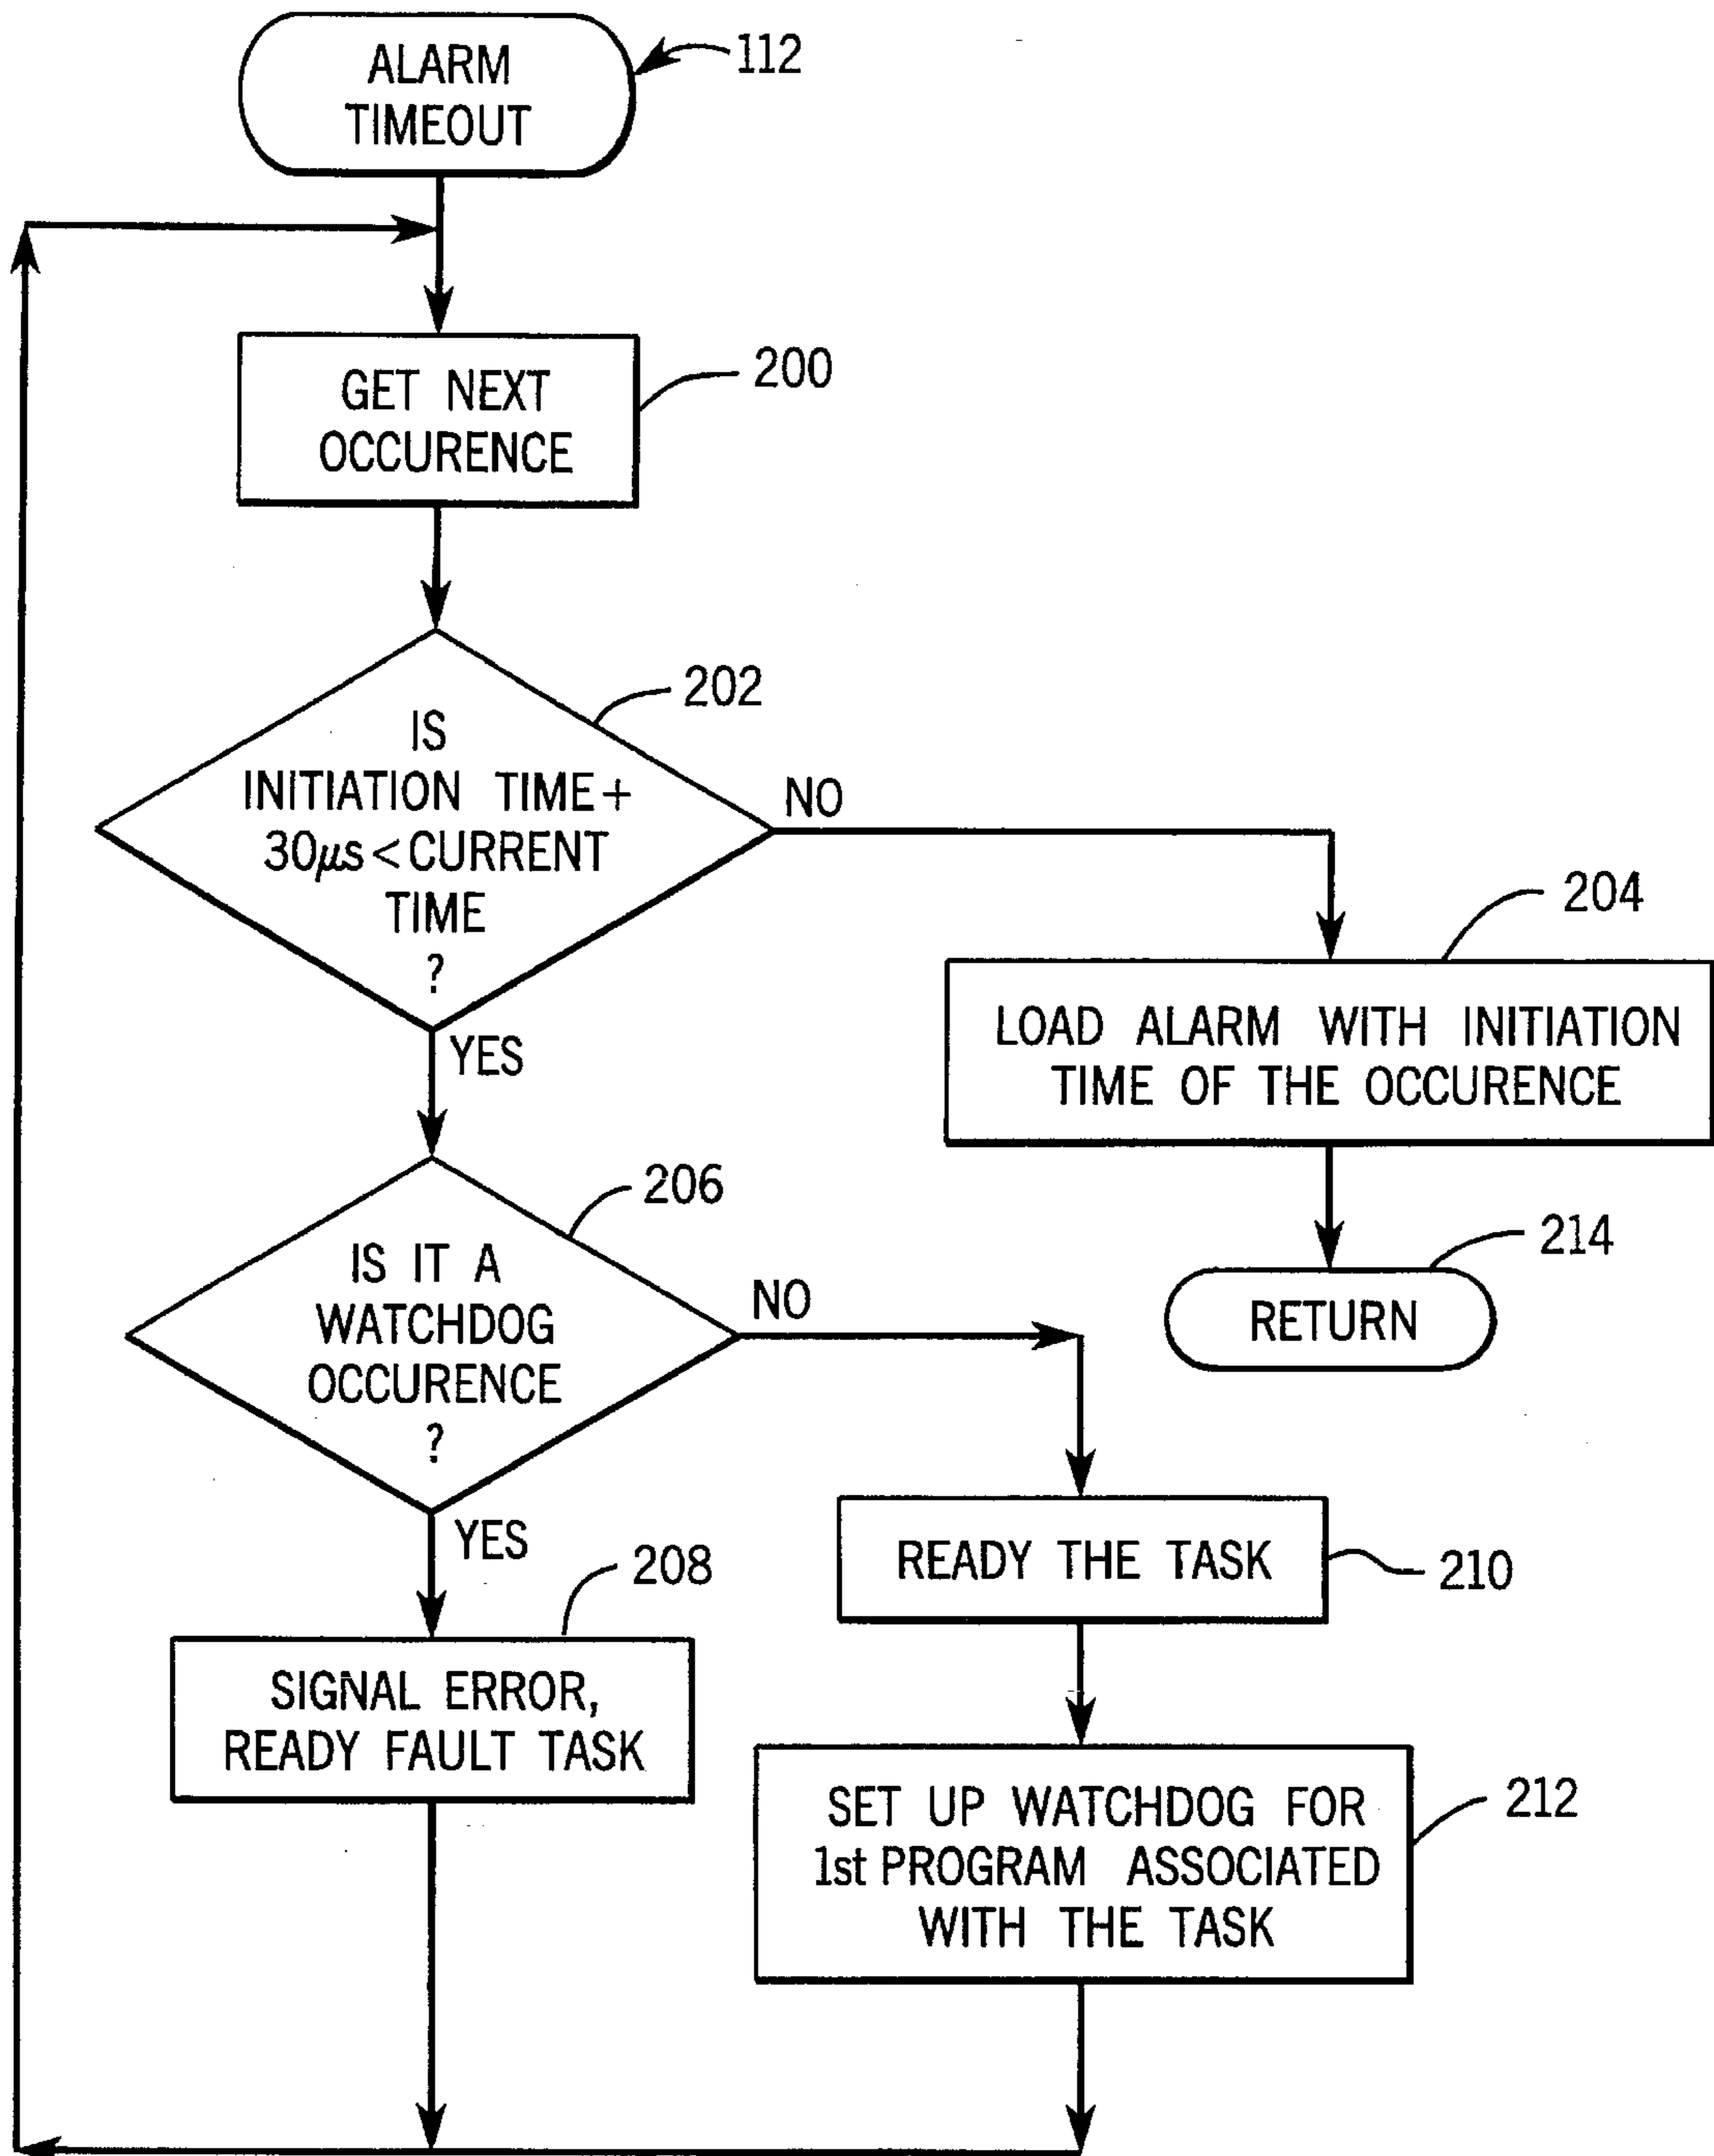 ALARM
TIMEOUT
112
GET NEXT
OCCURENCE
200
IS
INITIATION TIME +
30µs < CURRENT
TIME
?
202
NO
YES
204
LOAD ALARM WITH INITIATION
TIME OF THE OCCURENCE
214
RETURN
206
IS IT A
WATCHDOG
OCCURENCE
?
NO
YES
208
SIGNAL ERROR,
READY FAULT TASK
READY THE TASK
210
SET UP WATCHDOG FOR
1st PROGRAM ASSOCIATED
WITH THE TASK
212